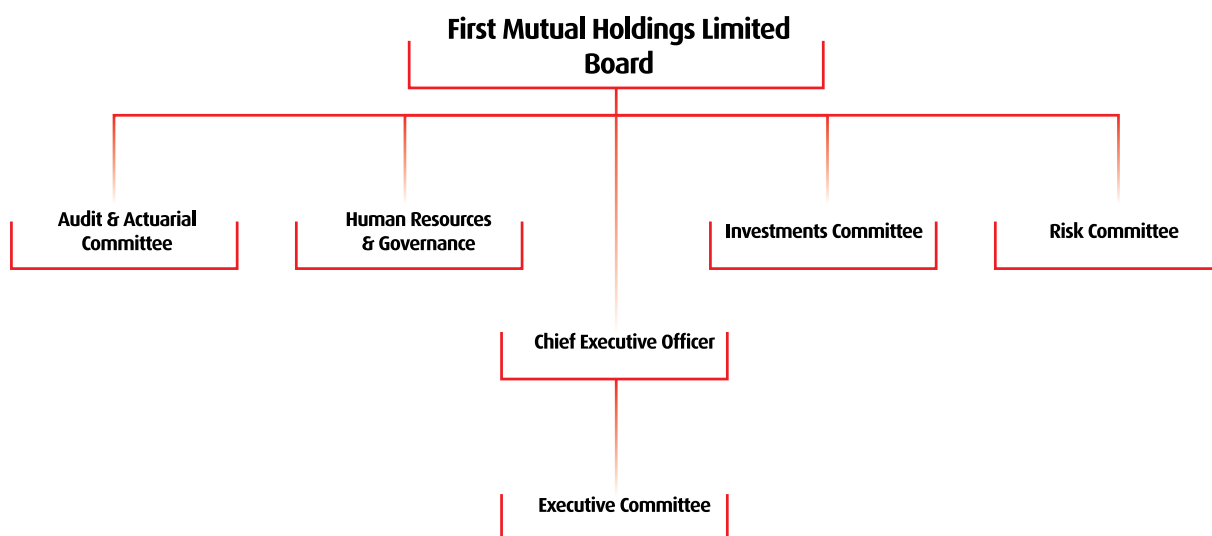 First Mutual Holdings Limited
Board
Audit & Actuarial
Committee
Human Resources
& Governance
Investments Committee
Risk Committee
Chief Executive Officer
Executive Committee